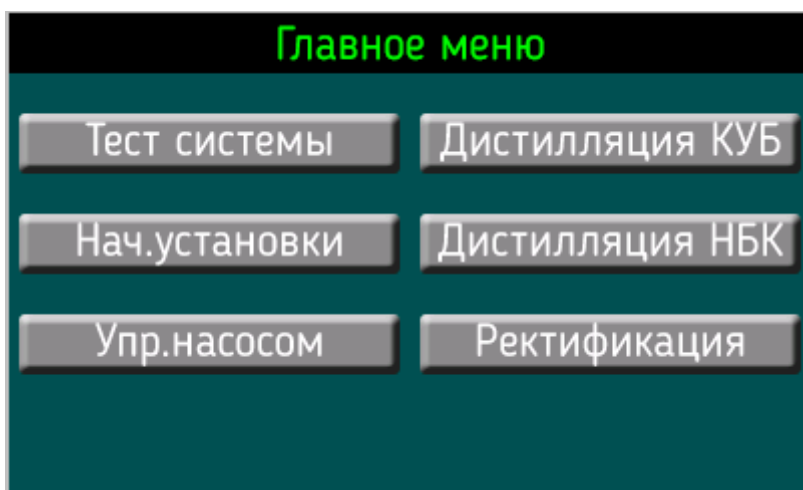 Главное меню
Тест системы
Дистилляция КУБ
Нач.установки
Дистилляция НБК
Упр.насосом
Ректификация